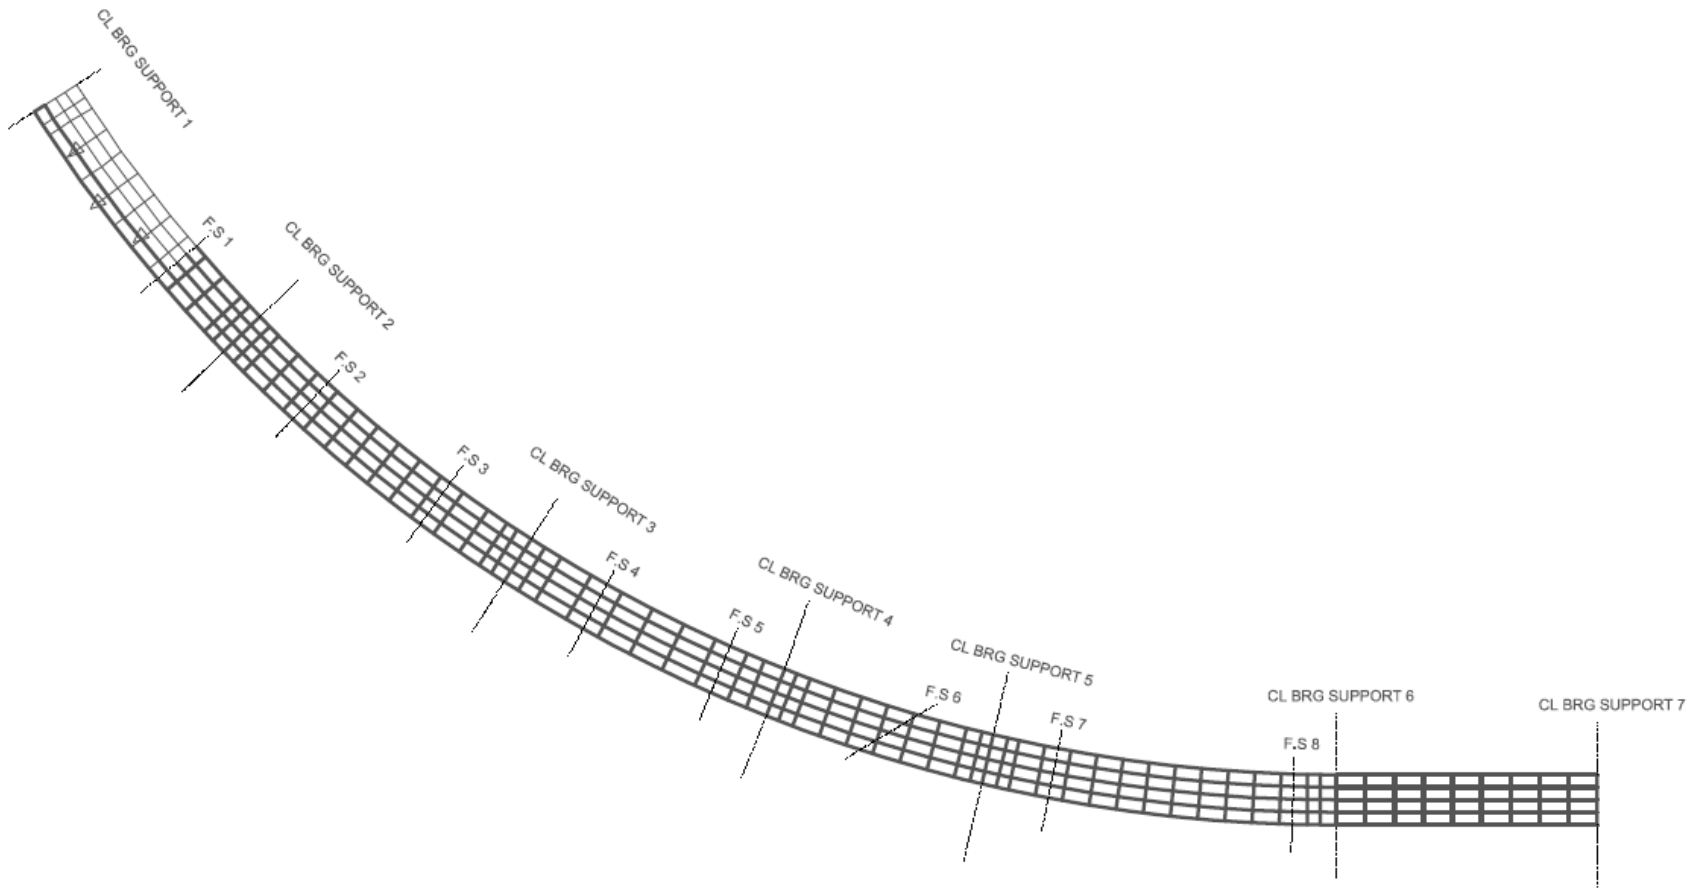 CL BRG SUPPORT 1
F.S 1
CL BRG SUPPORT 2
F.S 2
F.S 3
CL BRG SUPPORT 3
F.S 4
CL BRG SUPPORT 4
F.S 5
CL BRG SUPPORT 5
F.S 6
F.S 7
CL BRG SUPPORT 6
CL BRG SUPPORT 7
F.S 8